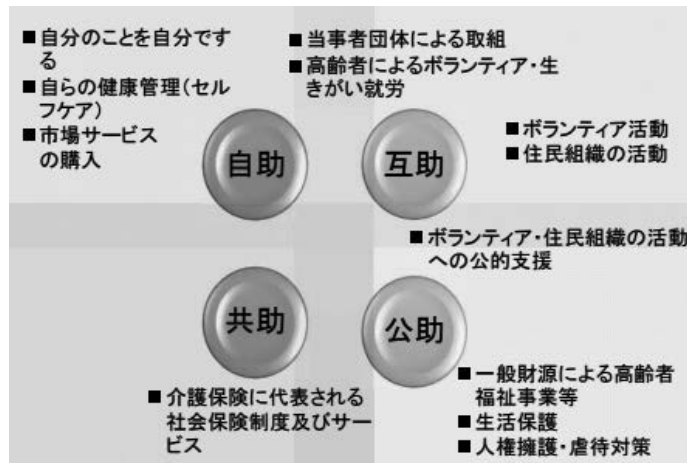 ■自分のことを自分です
る
■自らの健康管理(セル
フケア)
■市場サービス
の購入
■当事者団体による取組
■高齢者によるボランティア・生
きがい就労
自助
互助
■ボランティア活動
■住民組織の活動
■ボランティア・住民組織の活動
への公的支援
共助
公助
■介護保険に代表される
社会保険制度及びサー
ビス
■一般財源による高齢者
福祉事業等
■生活保護
■人権擁護・虐待対策